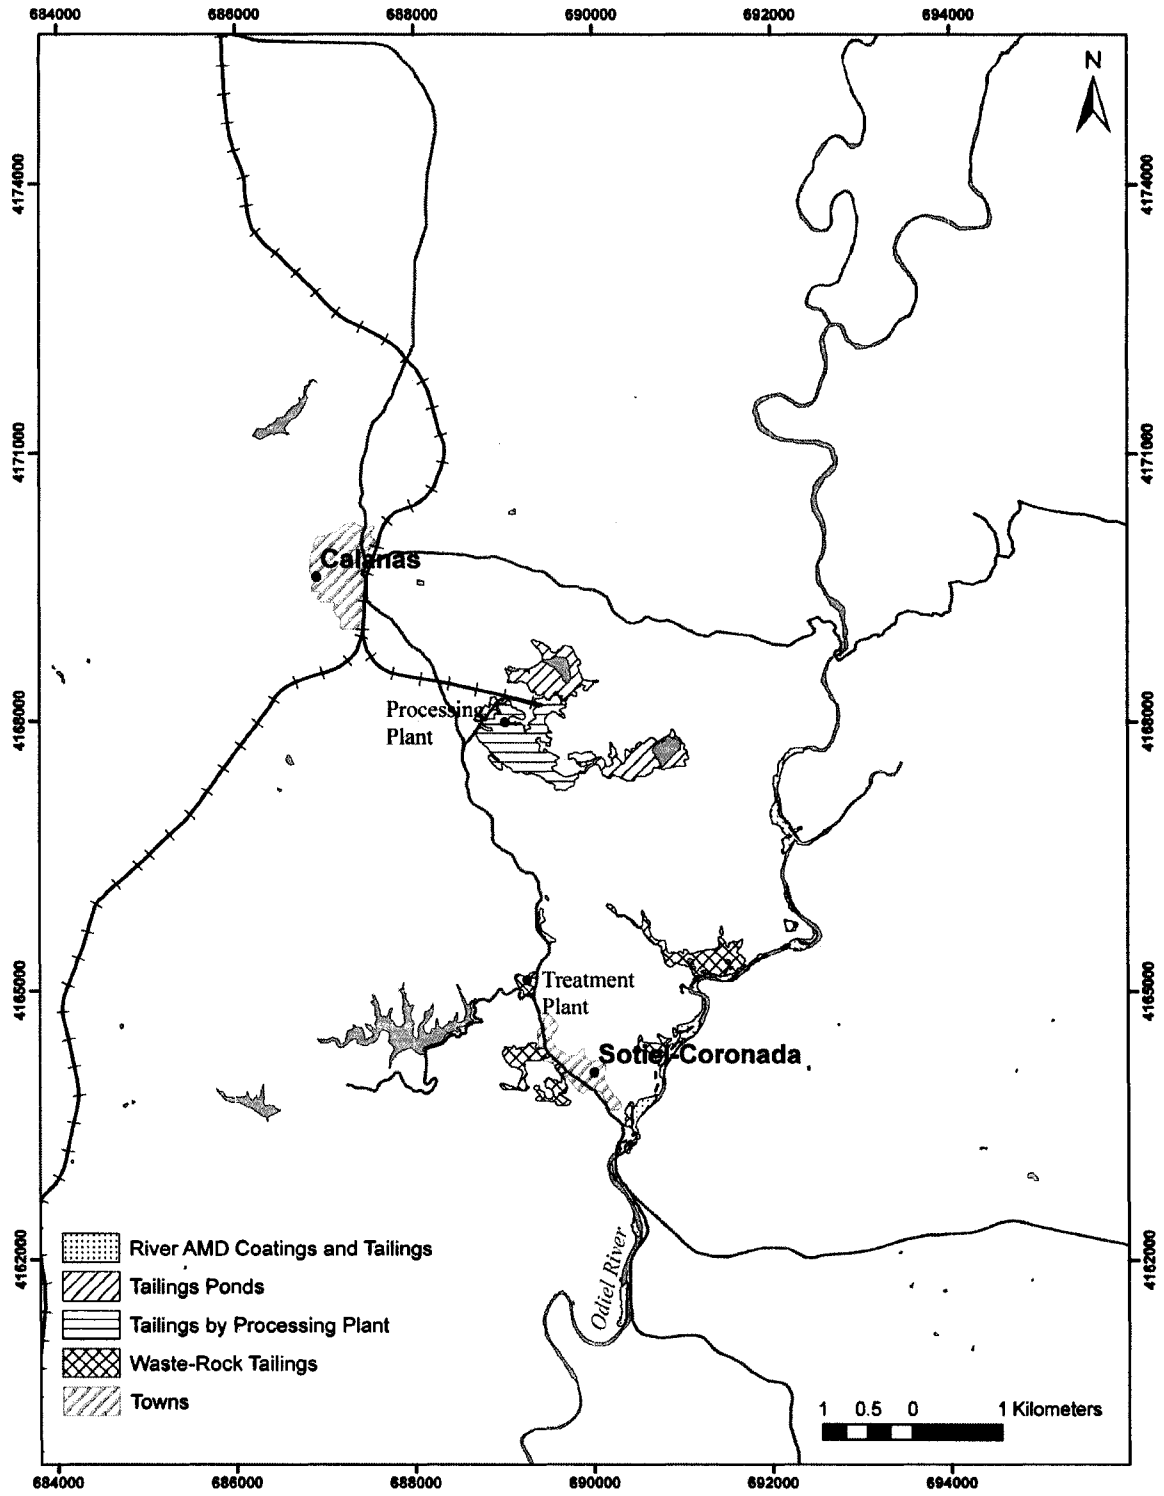 684000 686000 688000 690000 692000 694000
N
4174000 4174000
4171000 4171000
Calañas
Processing
Plant
4168000 4168000
Treatment
Plant
4165000 4165000
Sotiel-Coronada
River AMD Coatings and Tailings
Tailings Ponds
Tailings by Processing Plant
Waste-Rock Tailings
Towns
Odiel River
4162000 4162000
1 0.5 0 1 Kilometers
684000 686000 688000 690000 692000 694000